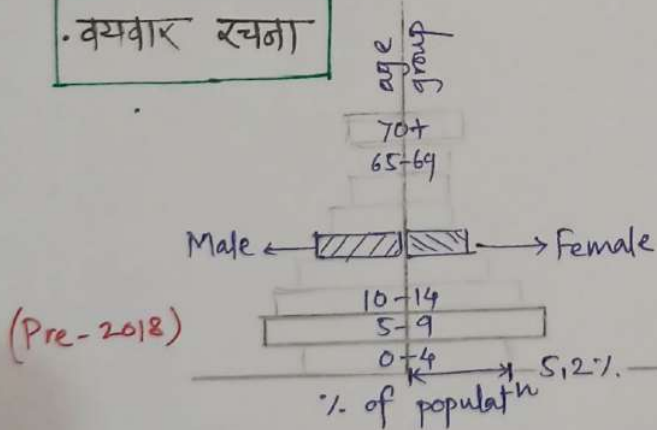 . वयवार रचना
age
group
70+
65-69
Male
Female
10-14
(Pre-2018)
5-9
0-4
5,2%.
% of populatn